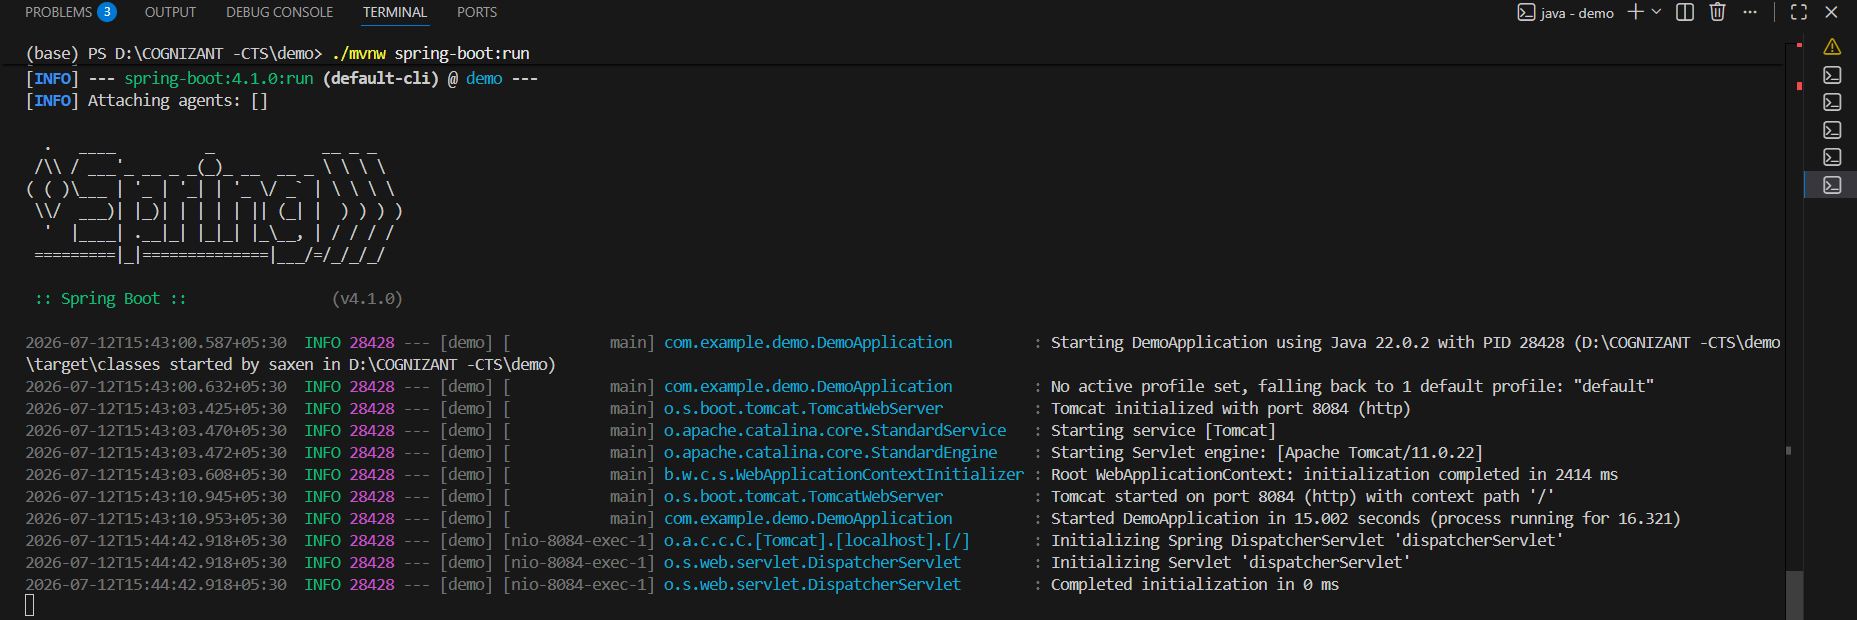 PROBLEMS 3 OUTPUT DEBUG CONSOLE TERMINAL PORTS java - demo
(base) PS D:\COGNIZANT -CTS\demo> ./mvnw spring-boot:run
[INFO] --- spring-boot:4.1.0:run (default-cli) @ demo ---
[INFO] Attaching agents: []
  .   ____          _            __ _ _
 /\\ / ___'_ __ _ _(_)_ __  __ _ \ \ \ \
( ( )\___ | '_ | '_| | '_ \/ _` | \ \ \ \
 \\/  ___)| |_)| | | | | || (_| |  ) ) ) )
  '  |____| .__|_| |_|_| |_\__, | / / / /
 =========|_|==============|___/=/_/_/_/
 :: Spring Boot ::                (v4.1.0)
2026-07-12T15:43:00.587+05:30  INFO 28428 --- [demo] [           main] com.example.demo.DemoApplication         : Starting DemoApplication using Java 22.0.2 with PID 28428 (D:\COGNIZANT -CTS\demo
\target\classes started by saxen in D:\COGNIZANT -CTS\demo)
2026-07-12T15:43:00.632+05:30  INFO 28428 --- [demo] [           main] com.example.demo.DemoApplication         : No active profile set, falling back to 1 default profile: "default"
2026-07-12T15:43:03.425+05:30  INFO 28428 --- [demo] [           main] o.s.boot.tomcat.TomcatWebServer          : Tomcat initialized with port 8084 (http)
2026-07-12T15:43:03.470+05:30  INFO 28428 --- [demo] [           main] o.apache.catalina.core.StandardService   : Starting service [Tomcat]
2026-07-12T15:43:03.472+05:30  INFO 28428 --- [demo] [           main] o.apache.catalina.core.StandardEngine    : Starting Servlet engine: [Apache Tomcat/11.0.22]
2026-07-12T15:43:03.608+05:30  INFO 28428 --- [demo] [           main] b.w.c.s.WebApplicationContextInitializer : Root WebApplicationContext: initialization completed in 2414 ms
2026-07-12T15:43:10.945+05:30  INFO 28428 --- [demo] [           main] o.s.boot.tomcat.TomcatWebServer          : Tomcat started on port 8084 (http) with context path '/'
2026-07-12T15:43:10.953+05:30  INFO 28428 --- [demo] [           main] com.example.demo.DemoApplication         : Started DemoApplication in 15.002 seconds (process running for 16.321)
2026-07-12T15:44:42.918+05:30  INFO 28428 --- [demo] [nio-8084-exec-1] o.a.c.c.C.[Tomcat].[localhost].[/]       : Initializing Spring DispatcherServlet 'dispatcherServlet'
2026-07-12T15:44:42.918+05:30  INFO 28428 --- [demo] [nio-8084-exec-1] o.s.web.servlet.DispatcherServlet        : Initializing Servlet 'dispatcherServlet'
2026-07-12T15:44:42.918+05:30  INFO 28428 --- [demo] [nio-8084-exec-1] o.s.web.servlet.DispatcherServlet        : Completed initialization in 0 ms